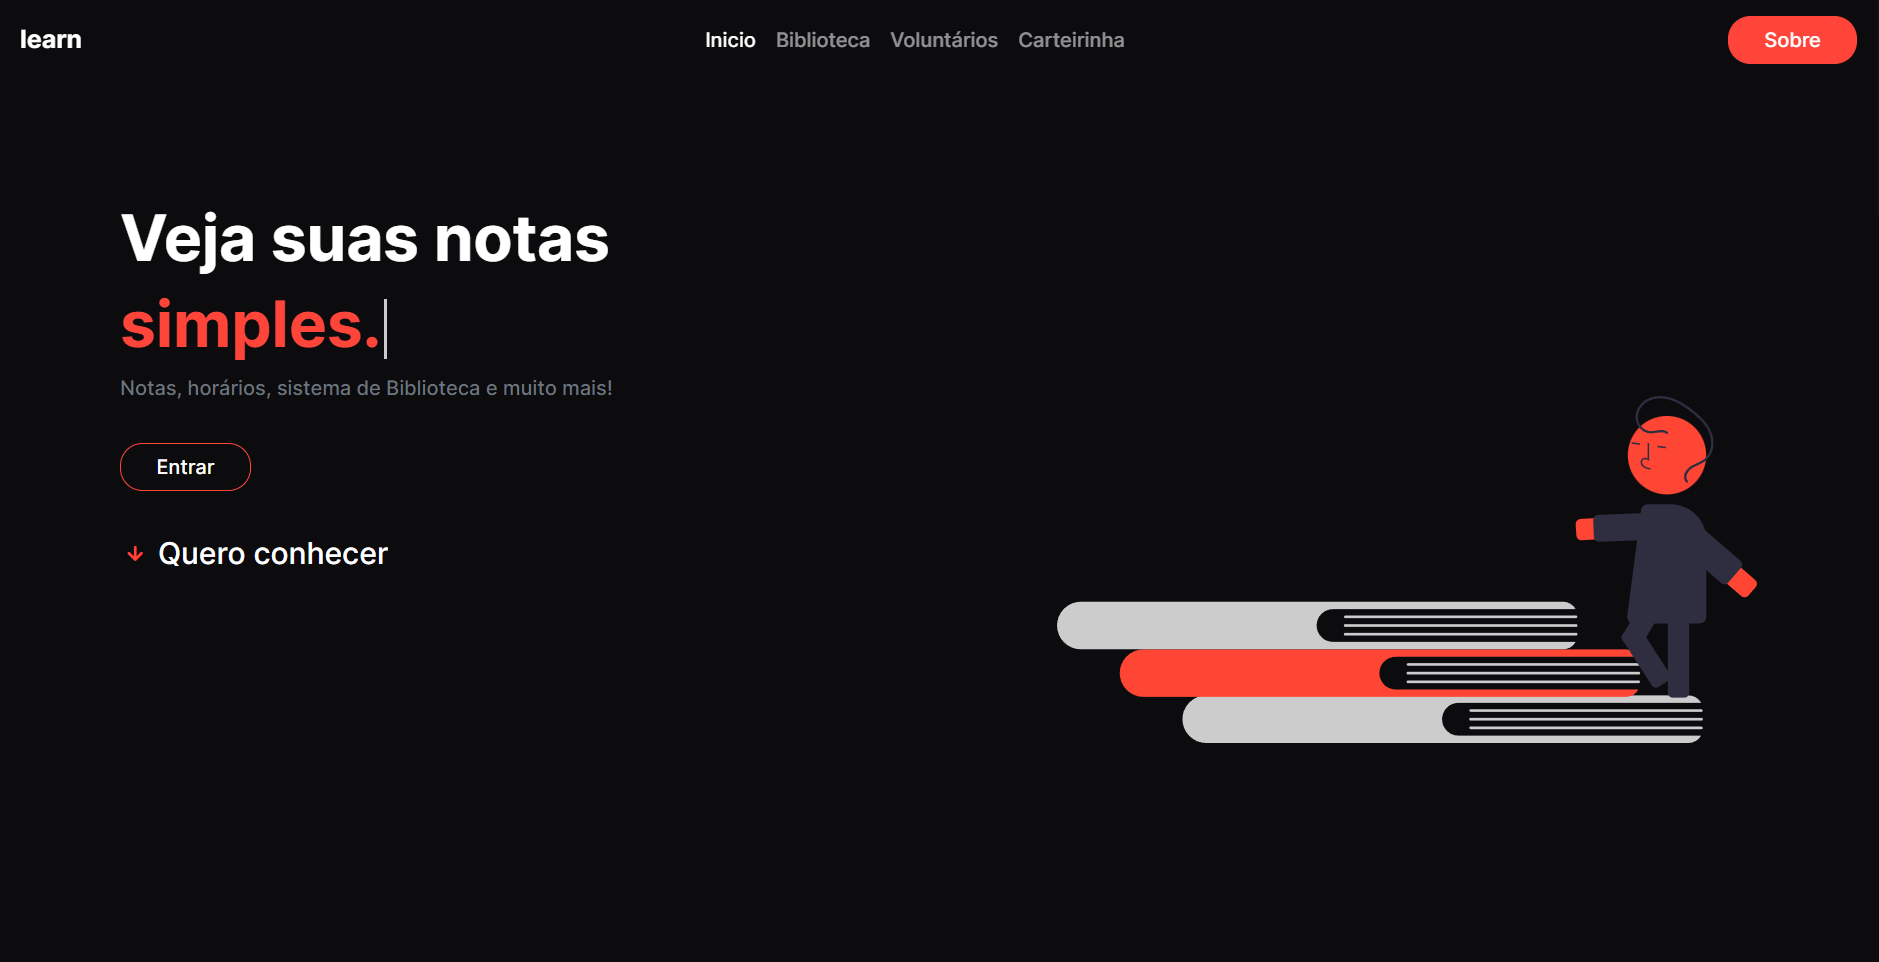 learn
Inicio Biblioteca Voluntários Carteirinha
Sobre
Veja suas notas
simples.
Notas, horários, sistema de Biblioteca e muito mais!
Entrar
Quero conhecer